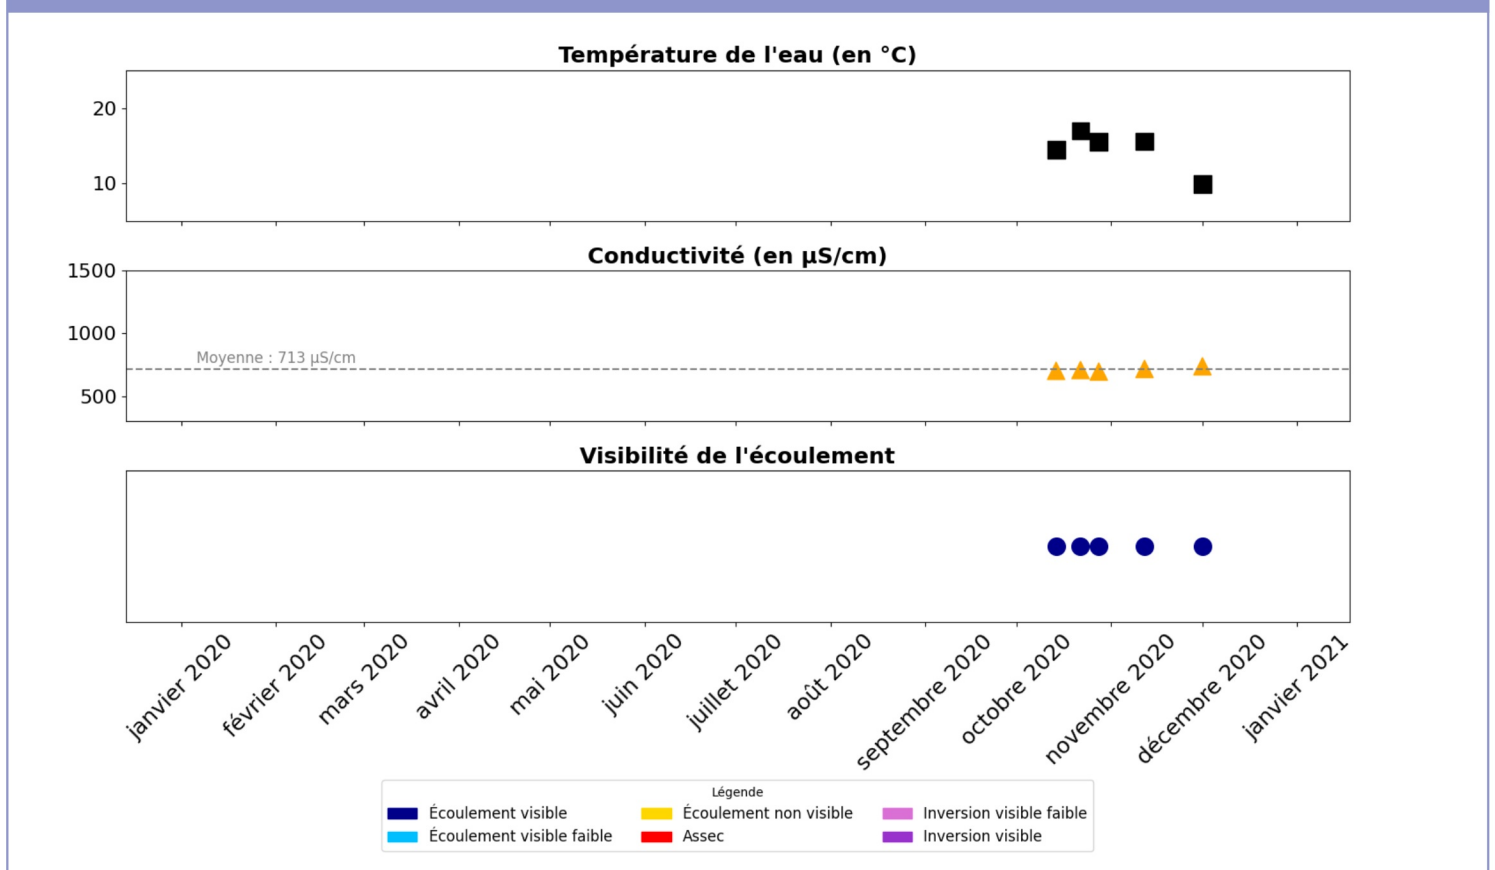 Température de l'eau (en °C)
20
10
Conductivité (en µS/cm)
1500
1000
500
Moyenne : 713 µS/cm
Visibilité de l'écoulement
janvier 2020
février 2020
mars 2020
avril 2020
mai 2020
juin 2020
juillet 2020
août 2020
septembre 2020
octobre 2020
novembre 2020
décembre 2020
janvier 2021
Légende
Écoulement visible
Écoulement non visible
Inversion visible faible
Écoulement visible faible
Assec
Inversion visible